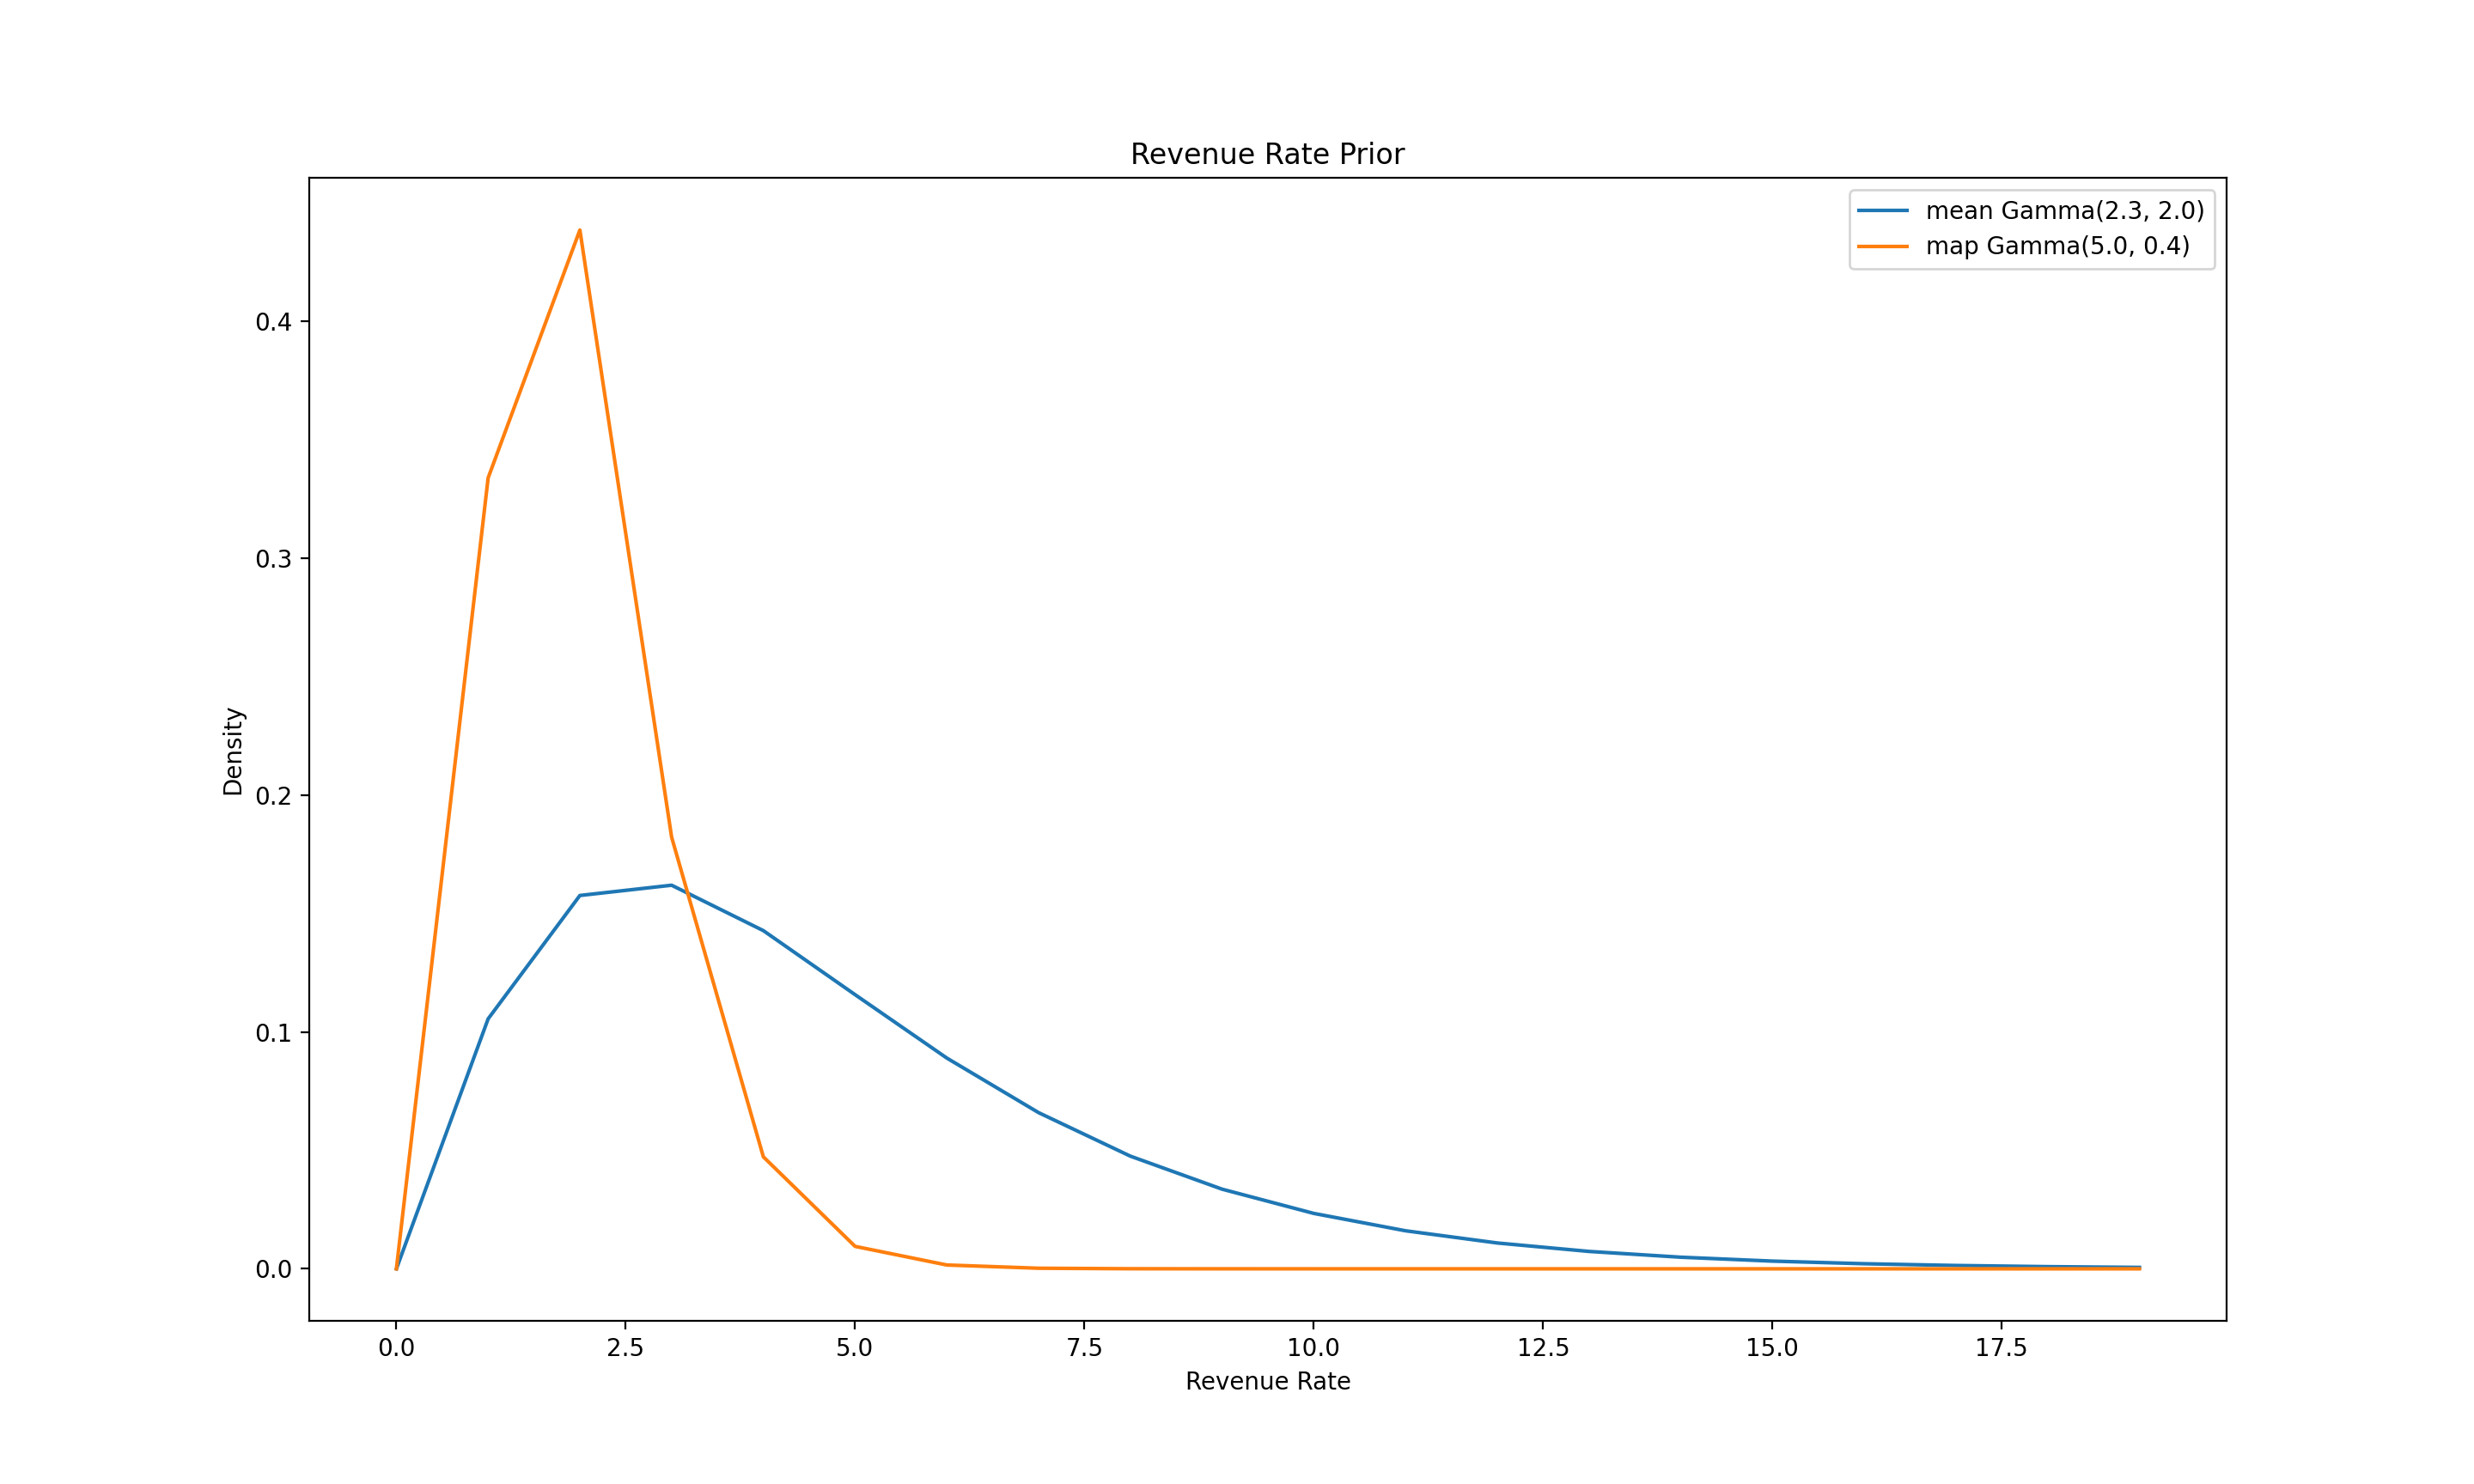 Revenue Rate Prior
mean Gamma(2.3, 2.0)
map Gamma(5.0, 0.4)
0.4
0.3
0.2
0.1
0.0
Density
0.0 2.5 5.0 7.5 10.0 12.5 15.0 17.5
Revenue Rate